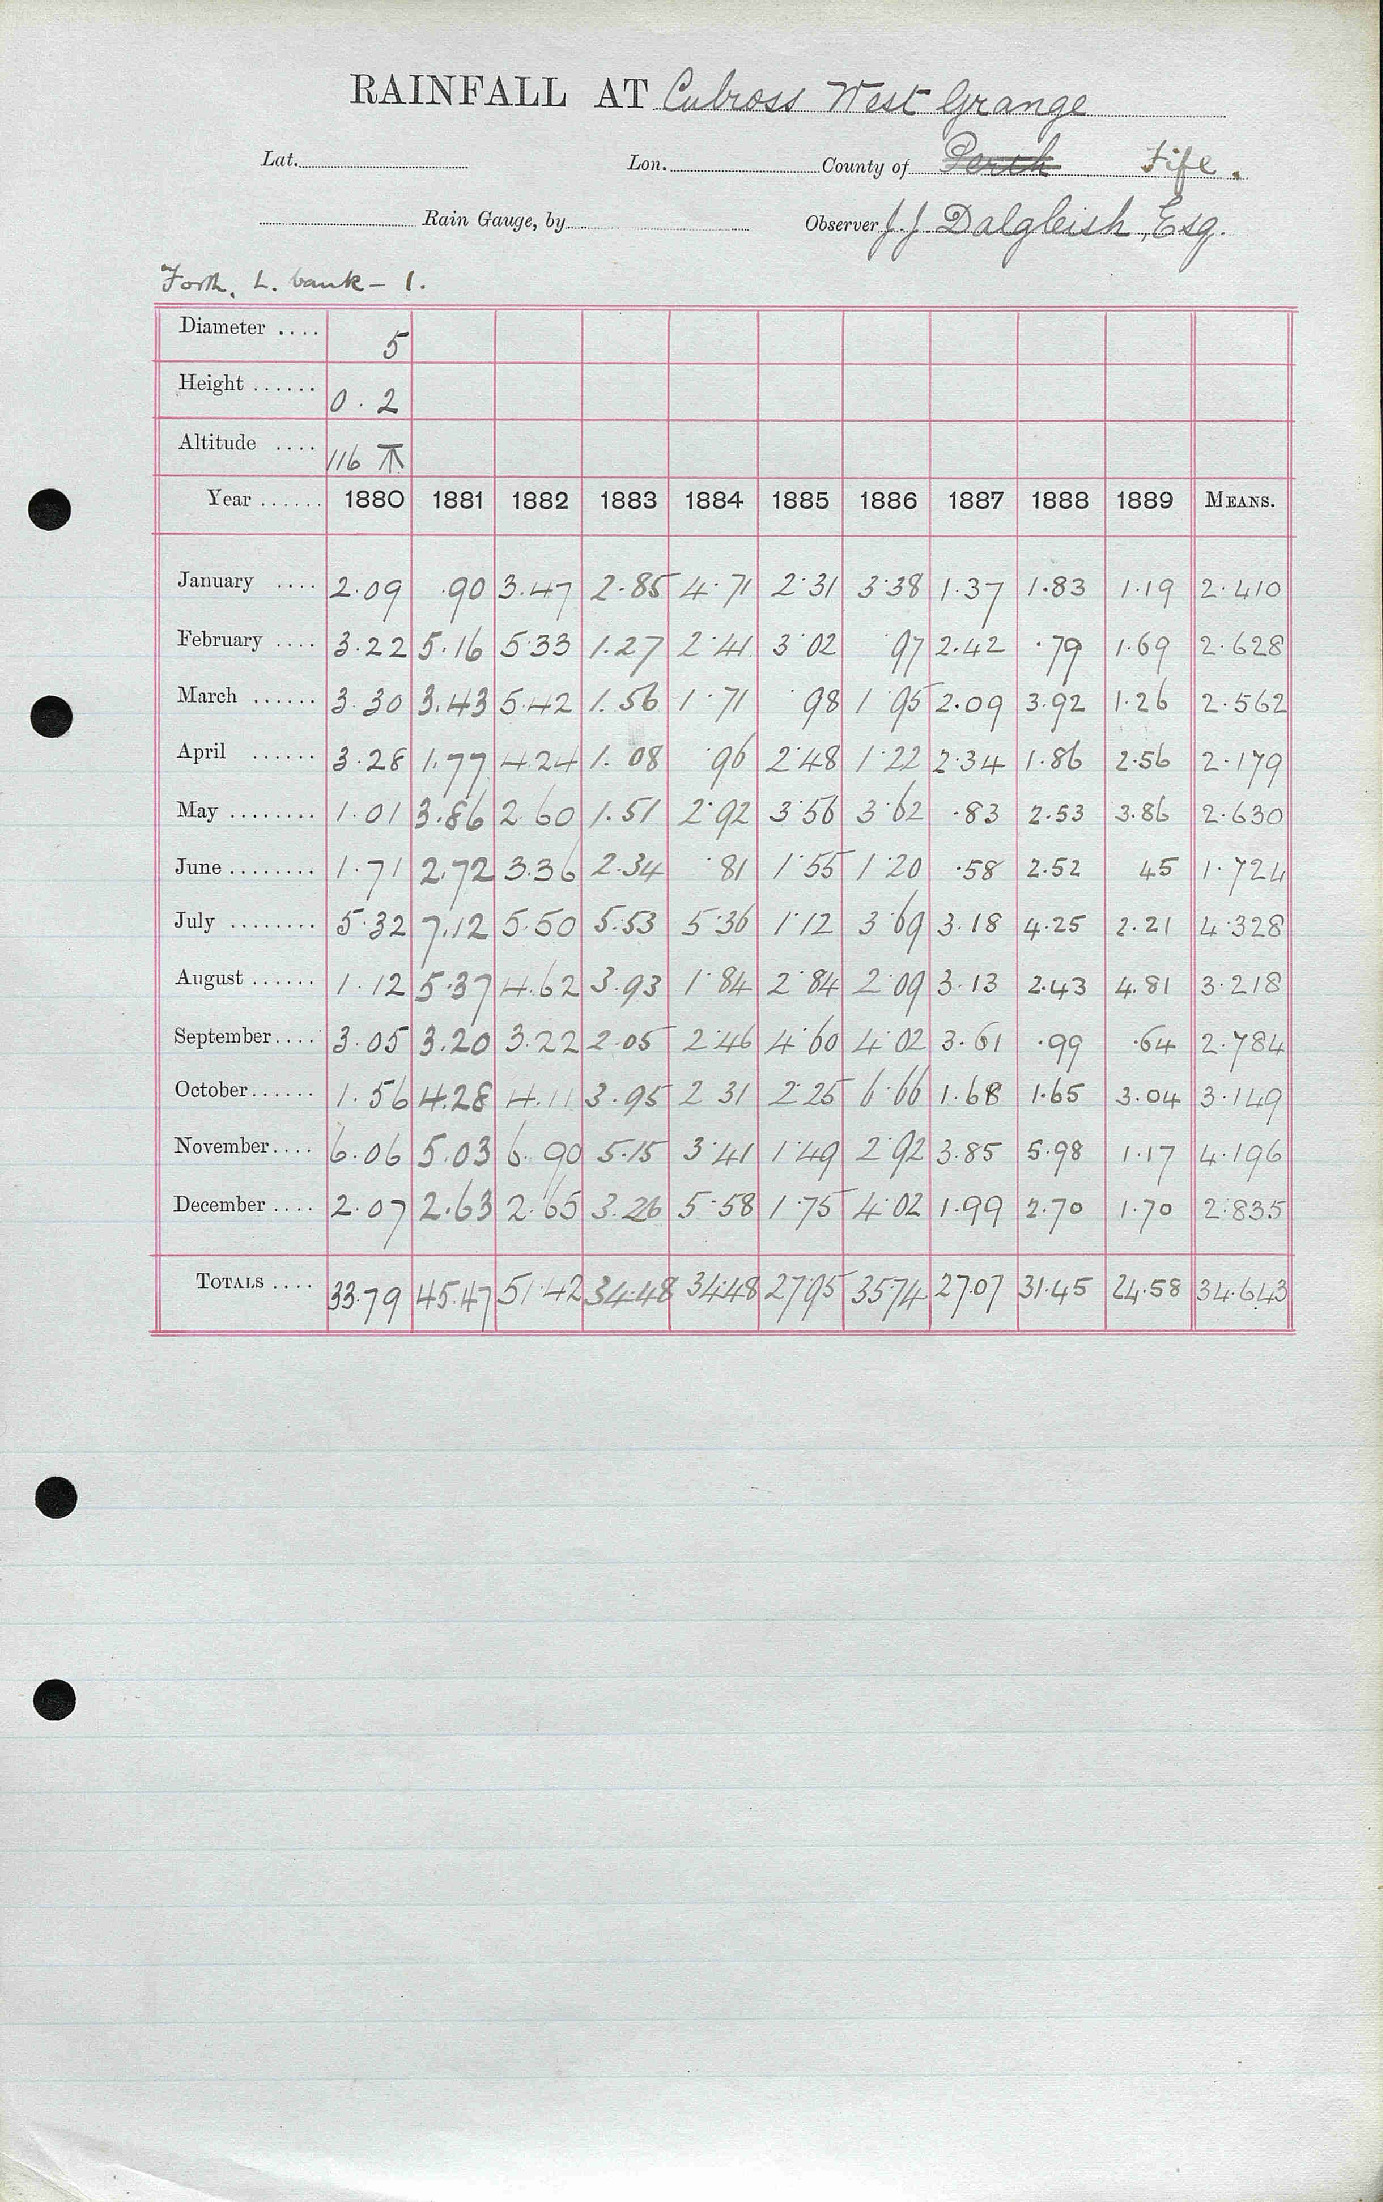 RAINFALL AT Culross West Grange
Lat. Lon. County of Perth Fife.
Rain Gauge, by Observer J. J. Dalgleish, Esq.
Forth, L. bank - 1.
Diameter .... 5
Height ...... 0.2
Altitude .... 116
Year ...... 1880 1881 1882 1883 1884 1885 1886 1887 1888 1889 MEANS.
January .... 2.09 .90 3.47 2.85 4.71 2.31 3.38 1.37 1.83 1.19 2.410
February .... 3.22 5.16 5.33 1.27 2.41 3.02 97 2.42 .79 1.69 2.628
March ...... 3.30 3.43 5.42 1.56 1.71 98 1.95 2.09 3.92 1.26 2.562
April ...... 3.28 1.77 4.24 1.08 .96 2.48 1.22 2.34 1.86 2.56 2.179
May ........ 1.01 3.86 2.60 1.51 2.92 3.56 3.62 .83 2.53 3.86 2.630
June ........ 1.71 2.72 3.36 2.34 .81 1.55 1.20 .58 2.52 45 1.724
July ........ 5.32 7.12 5.50 5.53 5.36 1.12 3.69 3.18 4.25 2.21 4.328
August ...... 1.12 5.37 4.62 3.93 1.84 2.84 2.09 3.13 2.43 4.81 3.218
September.... 3.05 3.20 3.22 2.05 2.46 4.60 4.02 3.61 .99 .64 2.784
October...... 1.56 4.28 4.11 3.95 2.31 2.25 6.66 1.68 1.65 3.04 3.149
November.... 6.06 5.03 6.90 5.15 3.41 1.49 2.92 3.85 5.98 1.17 4.196
December .... 2.07 2.63 2.65 3.26 5.58 1.75 4.02 1.99 2.70 1.70 2.835
TOTALS .... 33.79 45.47 51.42 34.48 34.48 27.95 35.74 27.07 31.45 24.58 34.643